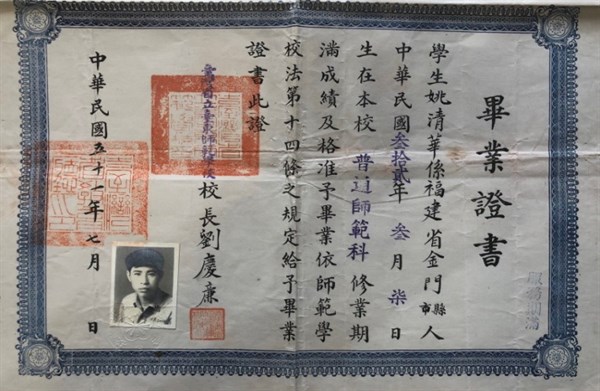 畢業證書
學生姚清華係福建省金門縣市人
中華民國叁拾貳年叁月柒日
生在本校普通師範科修業期
滿成績及格准予畢業依師範學
校法第十四條之規定給予畢業
證書此證
校長劉慶廉
中華民國五十一年七月日